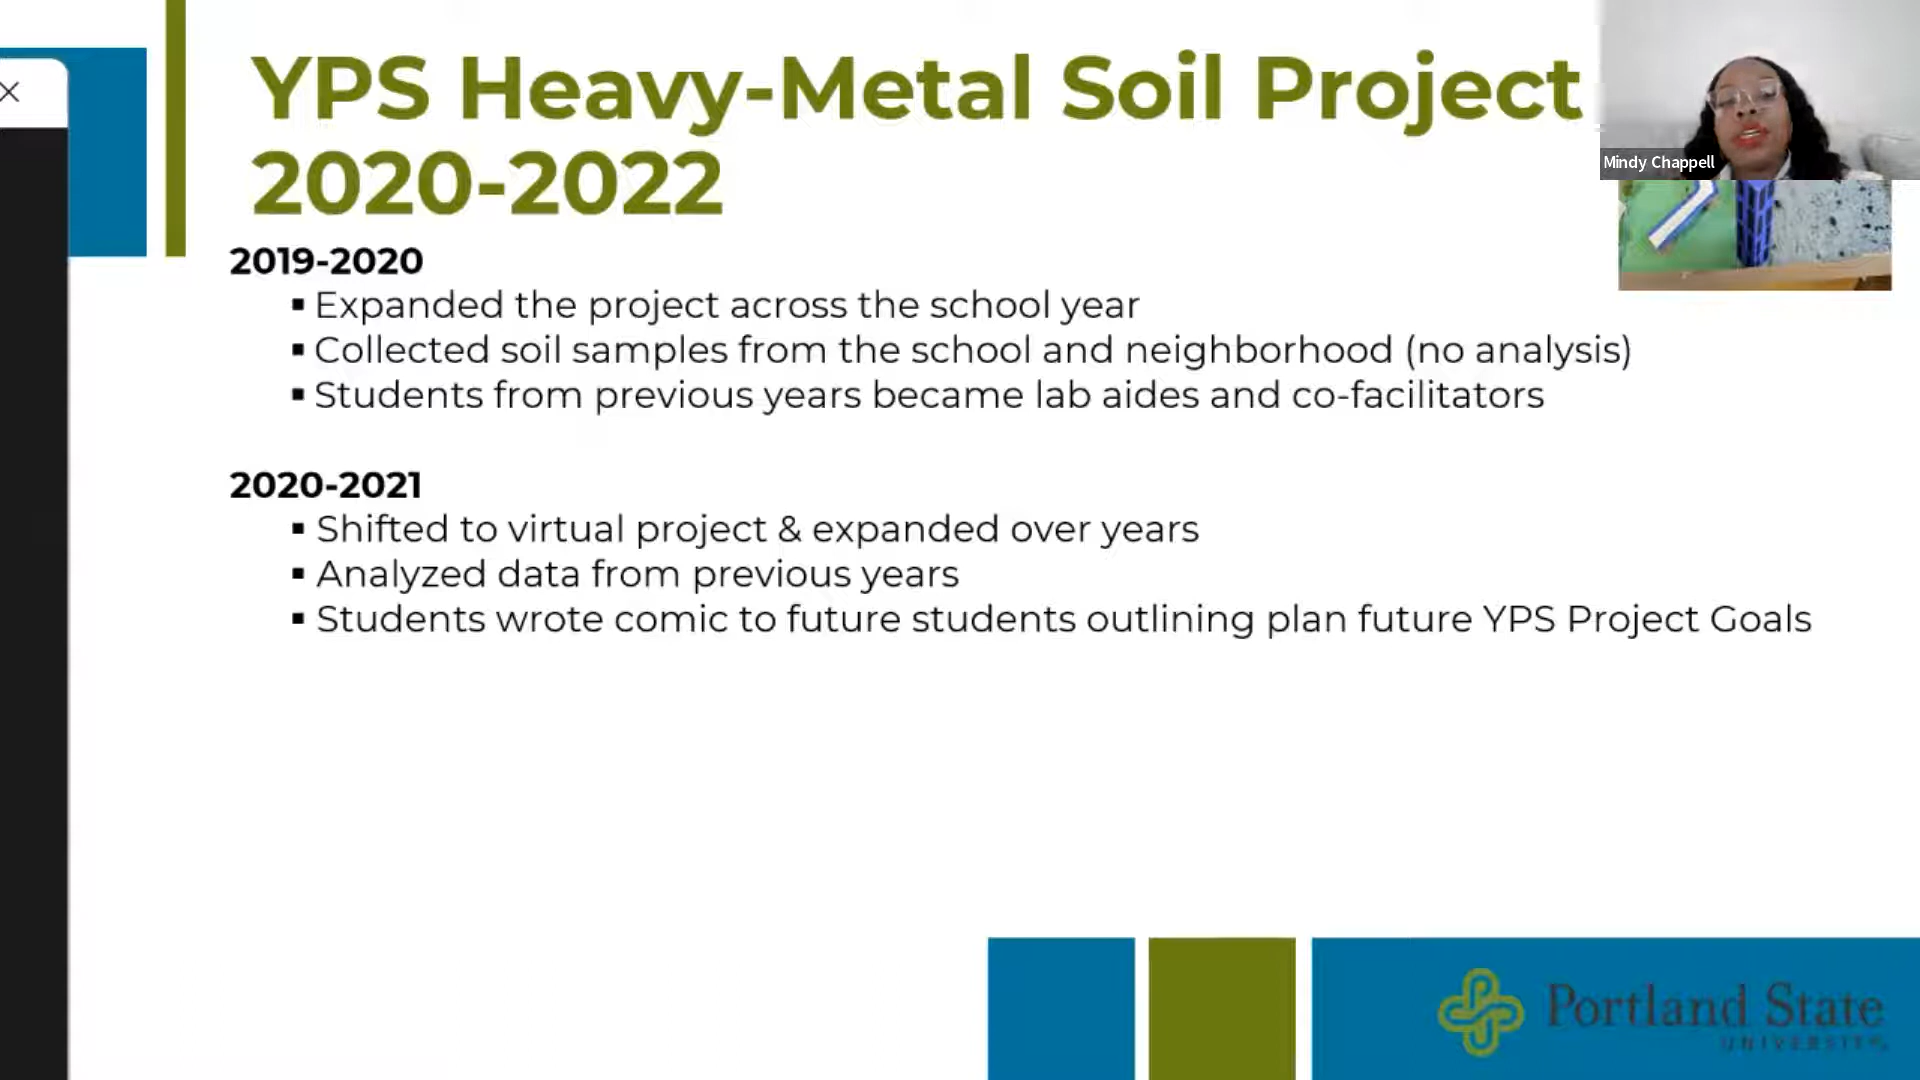 YPS Heavy-Metal Soil Project
2020-2022
Mindy Chappell
2019-2020
▪ Expanded the project across the school year
▪ Collected soil samples from the school and neighborhood (no analysis)
▪ Students from previous years became lab aides and co-facilitators
2020-2021
▪ Shifted to virtual project & expanded over years
▪ Analyzed data from previous years
▪ Students wrote comic to future students outlining plan future YPS Project Goals
Portland State
UNIVERSITY